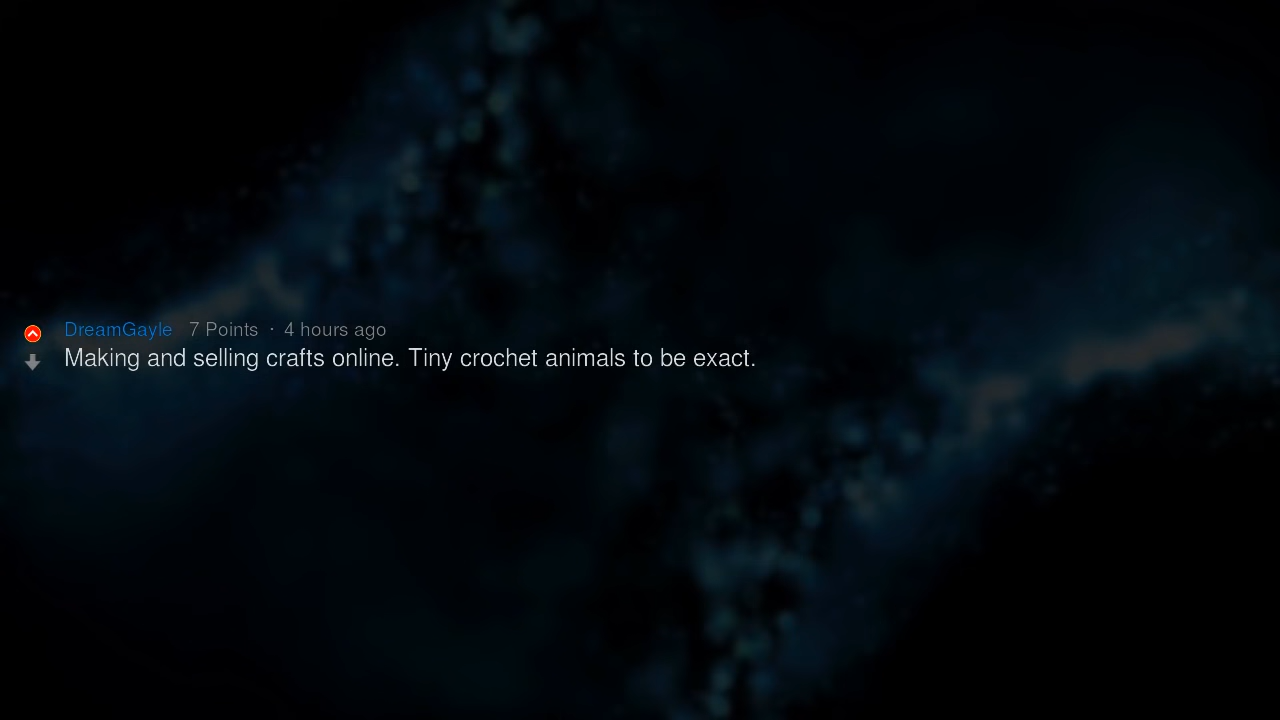 DreamGayle 7 Points · 4 hours ago
Making and selling crafts online. Tiny crochet animals to be exact.